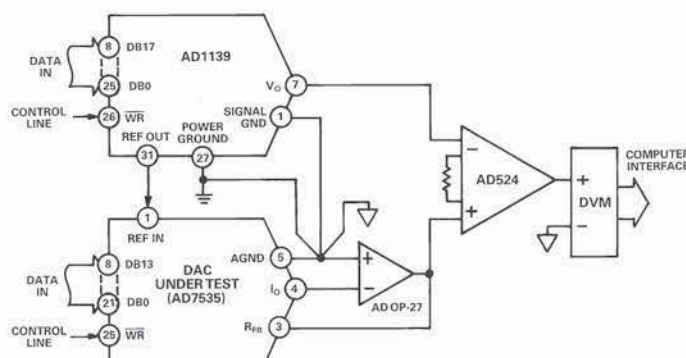 8 DB17
AD1139
DATA
IN
25 DB0
VO 7
CONTROL
LINE
26 WR
SIGNAL
GND 1
POWER
GROUND
REF OUT
31
27
−
AD524
+
COMPUTER
INTERFACE
+
DVM
−
1
REF IN
8 DB13
DATA
IN
21 DB0
CONTROL
LINE
25 WR
DAC
UNDER TEST
(AD7535)
AGND 5
IO 4
RFB 3
+
−
AD OP-27